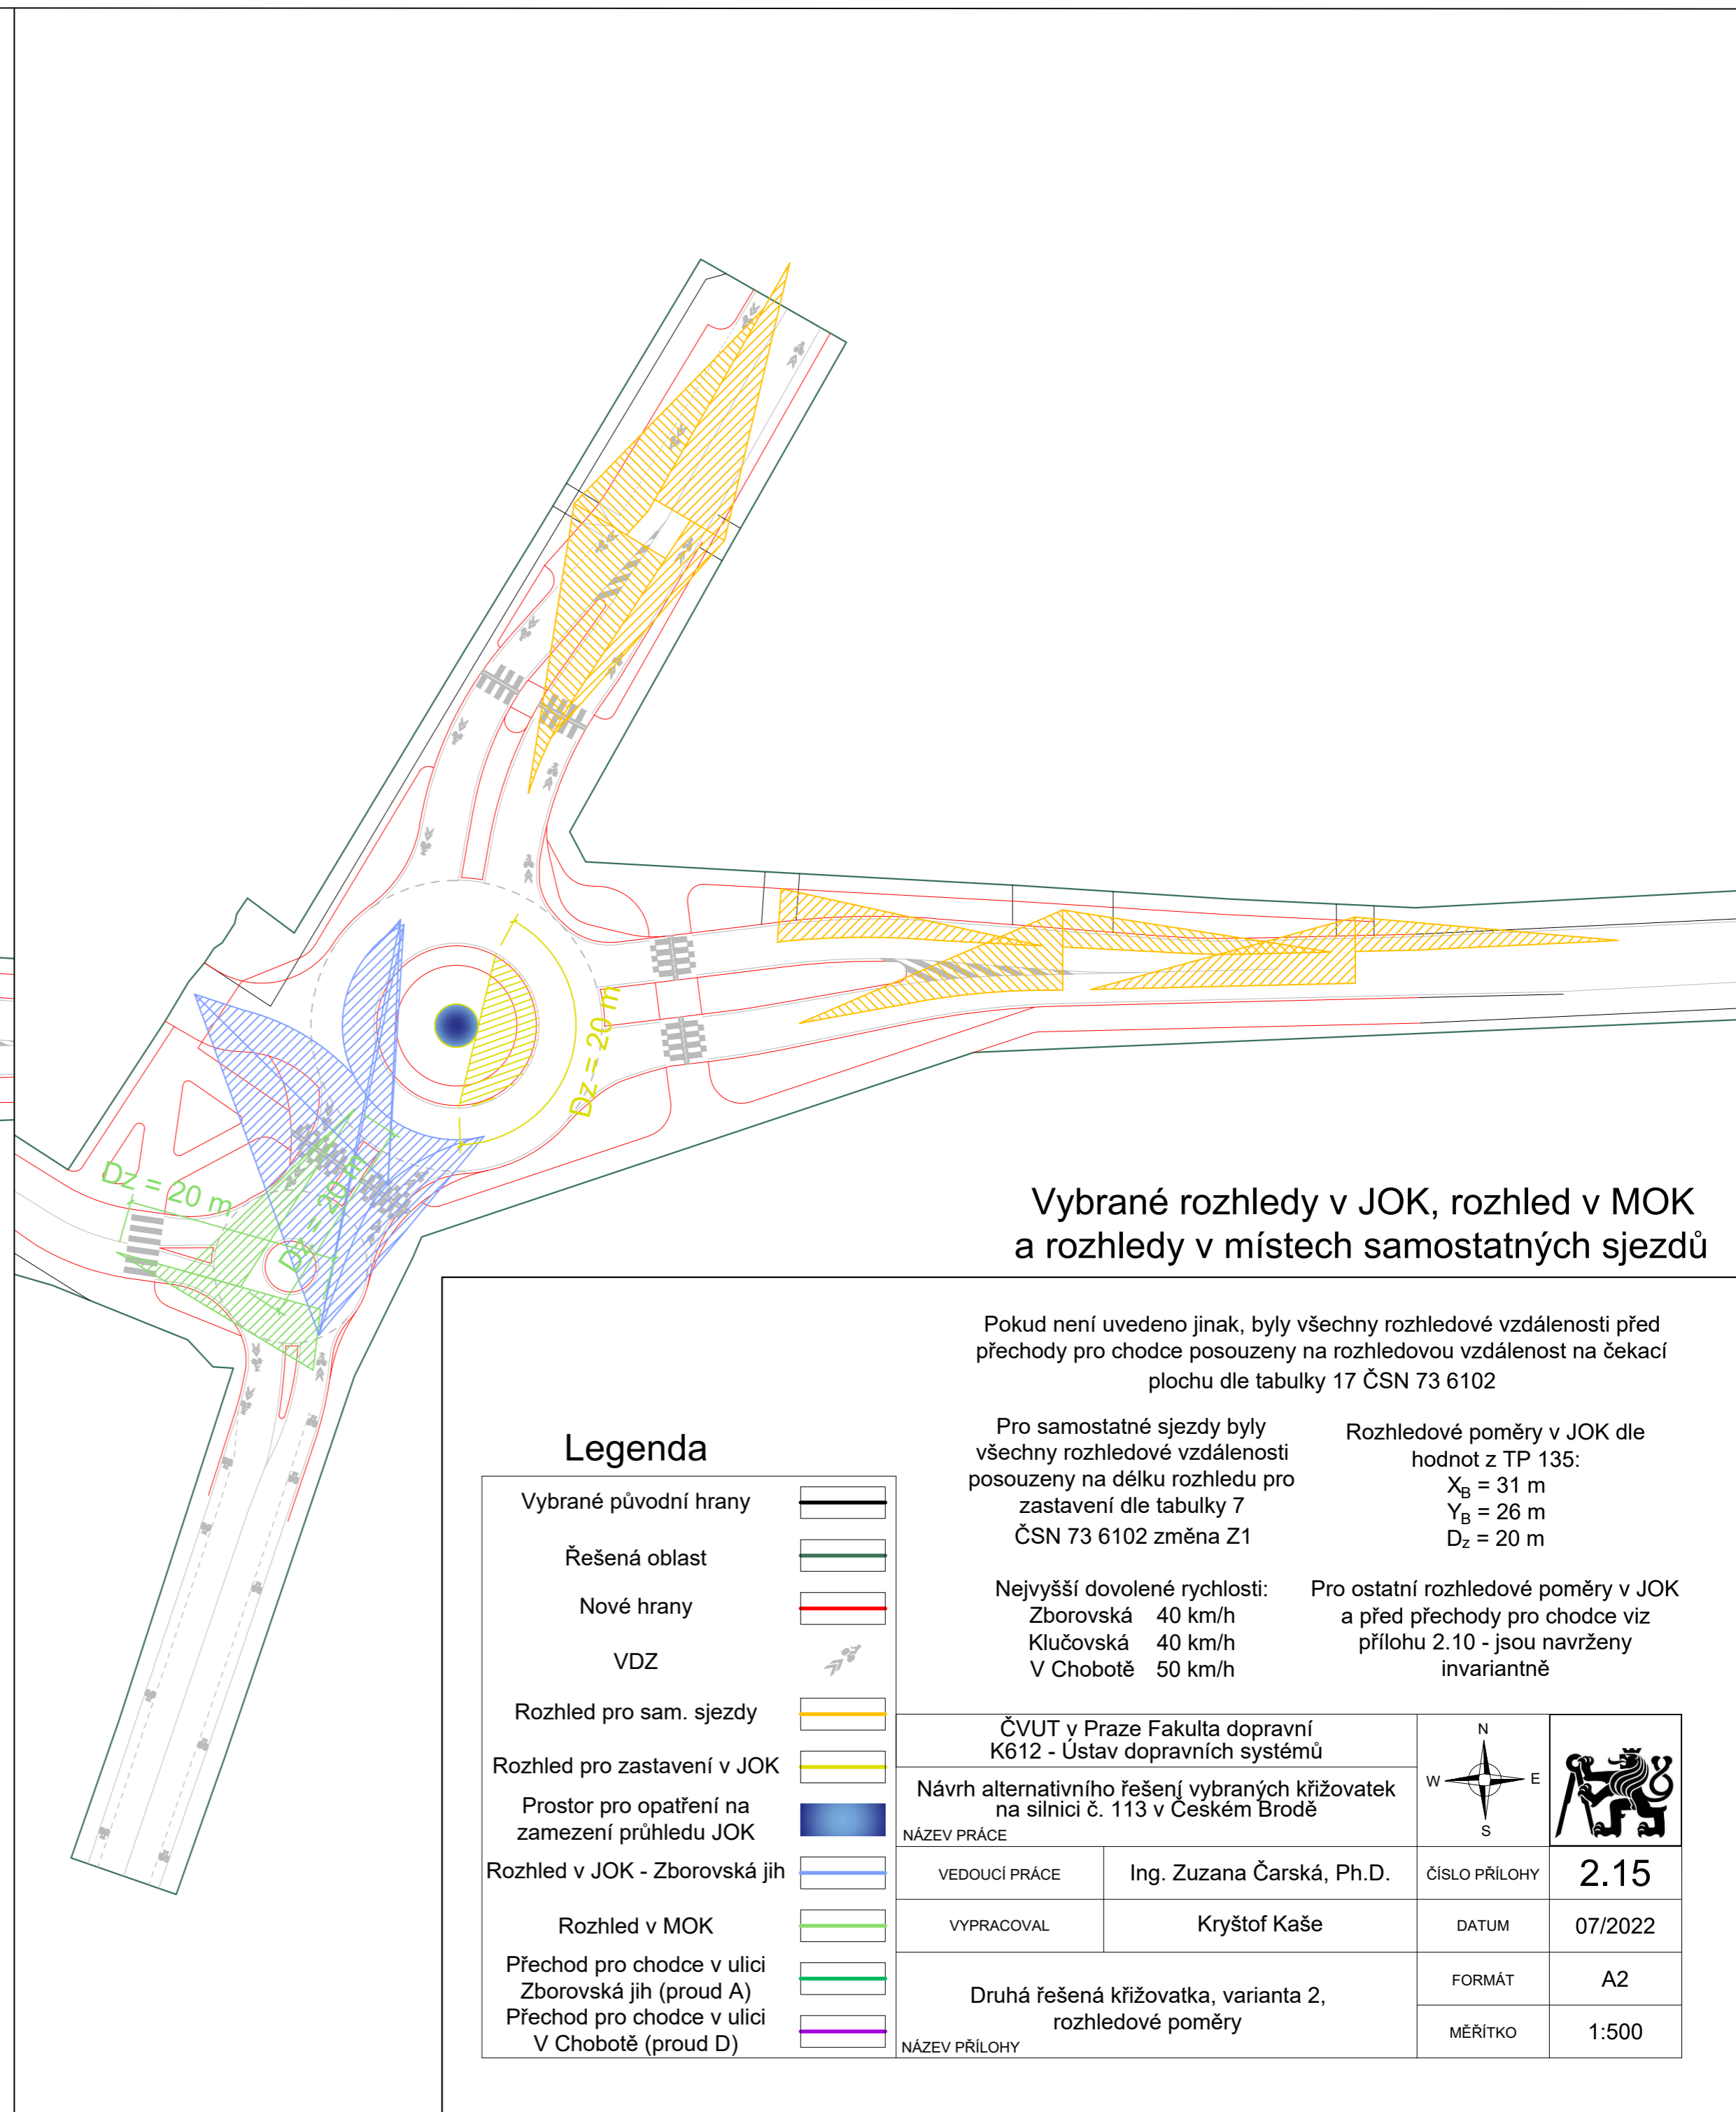 Dz = 20 m
Dz = 20 m
Dz = 20 m
Vybrané rozhledy v JOK, rozhled v MOK
a rozhledy v místech samostatných sjezdů
Pokud není uvedeno jinak, byly všechny rozhledové vzdálenosti před
přechody pro chodce posouzeny na rozhledovou vzdálenost na čekací
plochu dle tabulky 17 ČSN 73 6102
Pro samostatné sjezdy byly
všechny rozhledové vzdálenosti
posouzeny na délku rozhledu pro
zastavení dle tabulky 7
ČSN 73 6102 změna Z1
Rozhledové poměry v JOK dle
hodnot z TP 135:
X_B = 31 m
Y_B = 26 m
D_z = 20 m
Nejvyšší dovolené rychlosti:
Zborovská 40 km/h
Klučovská 40 km/h
V Chobotě 50 km/h
Pro ostatní rozhledové poměry v JOK
a před přechody pro chodce viz
přílohu 2.10 - jsou navrženy
invariantně
Legenda
Vybrané původní hrany
Řešená oblast
Nové hrany
VDZ
Rozhled pro sam. sjezdy
Rozhled pro zastavení v JOK
Prostor pro opatření na
zamezení průhledu JOK
Rozhled v JOK - Zborovská jih
Rozhled v MOK
Přechod pro chodce v ulici
Zborovská jih (proud A)
Přechod pro chodce v ulici
V Chobotě (proud D)
ČVUT v Praze Fakulta dopravní
K612 - Ústav dopravních systémů
Návrh alternativního řešení vybraných křižovatek
na silnici č. 113 v Českém Brodě
NÁZEV PRÁCE
N
W E
S
VEDOUCÍ PRÁCE Ing. Zuzana Čarská, Ph.D. ČÍSLO PŘÍLOHY 2.15
VYPRACOVAL Kryštof Kaše DATUM 07/2022
Druhá řešená křižovatka, varianta 2,
rozhledové poměry
NÁZEV PŘÍLOHY
FORMÁT A2
MĚŘÍTKO 1:500